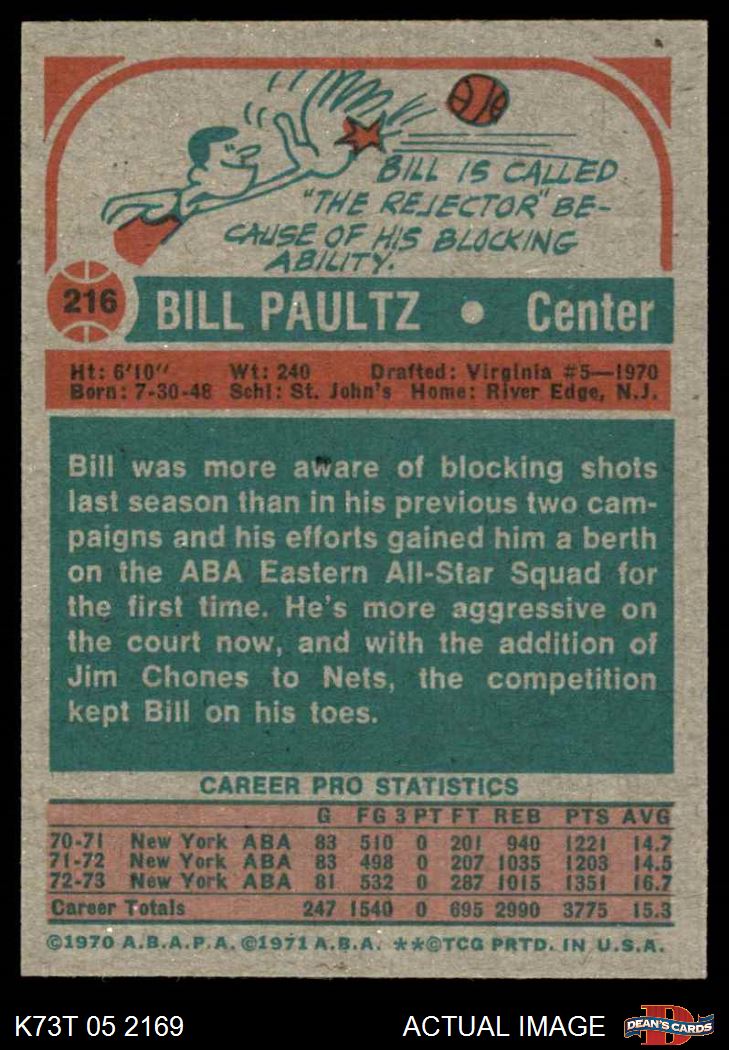 BILL IS CALLED
"THE REJECTOR" BE-
CAUSE OF HIS BLOCKING
ABILITY.
216 BILL PAULTZ • Center
Ht: 6'10" Wt: 240 Drafted: Virginia #5—1970
Born: 7-30-48 Schl: St. John's Home: River Edge, N.J.
Bill was more aware of blocking shots
last season than in his previous two cam-
paigns and his efforts gained him a berth
on the ABA Eastern All-Star Squad for
the first time. He's more aggressive on
the court now, and with the addition of
Jim Chones to Nets, the competition
kept Bill on his toes.
CAREER PRO STATISTICS
G FG 3 PT FT REB PTS AVG
70-71 New York ABA 83 510 0 201 940 1221 14.7
71-72 New York ABA 83 498 0 207 1035 1203 14.5
72-73 New York ABA 81 532 0 287 1015 1351 16.7
Career Totals 247 1540 0 695 2990 3775 15.3
©1970 A.B.A.P.A. ©1971 A.B.A. **©TCG PRTD. IN U.S.A.
K73T 05 2169 ACTUAL IMAGE DEAN'S CARDS